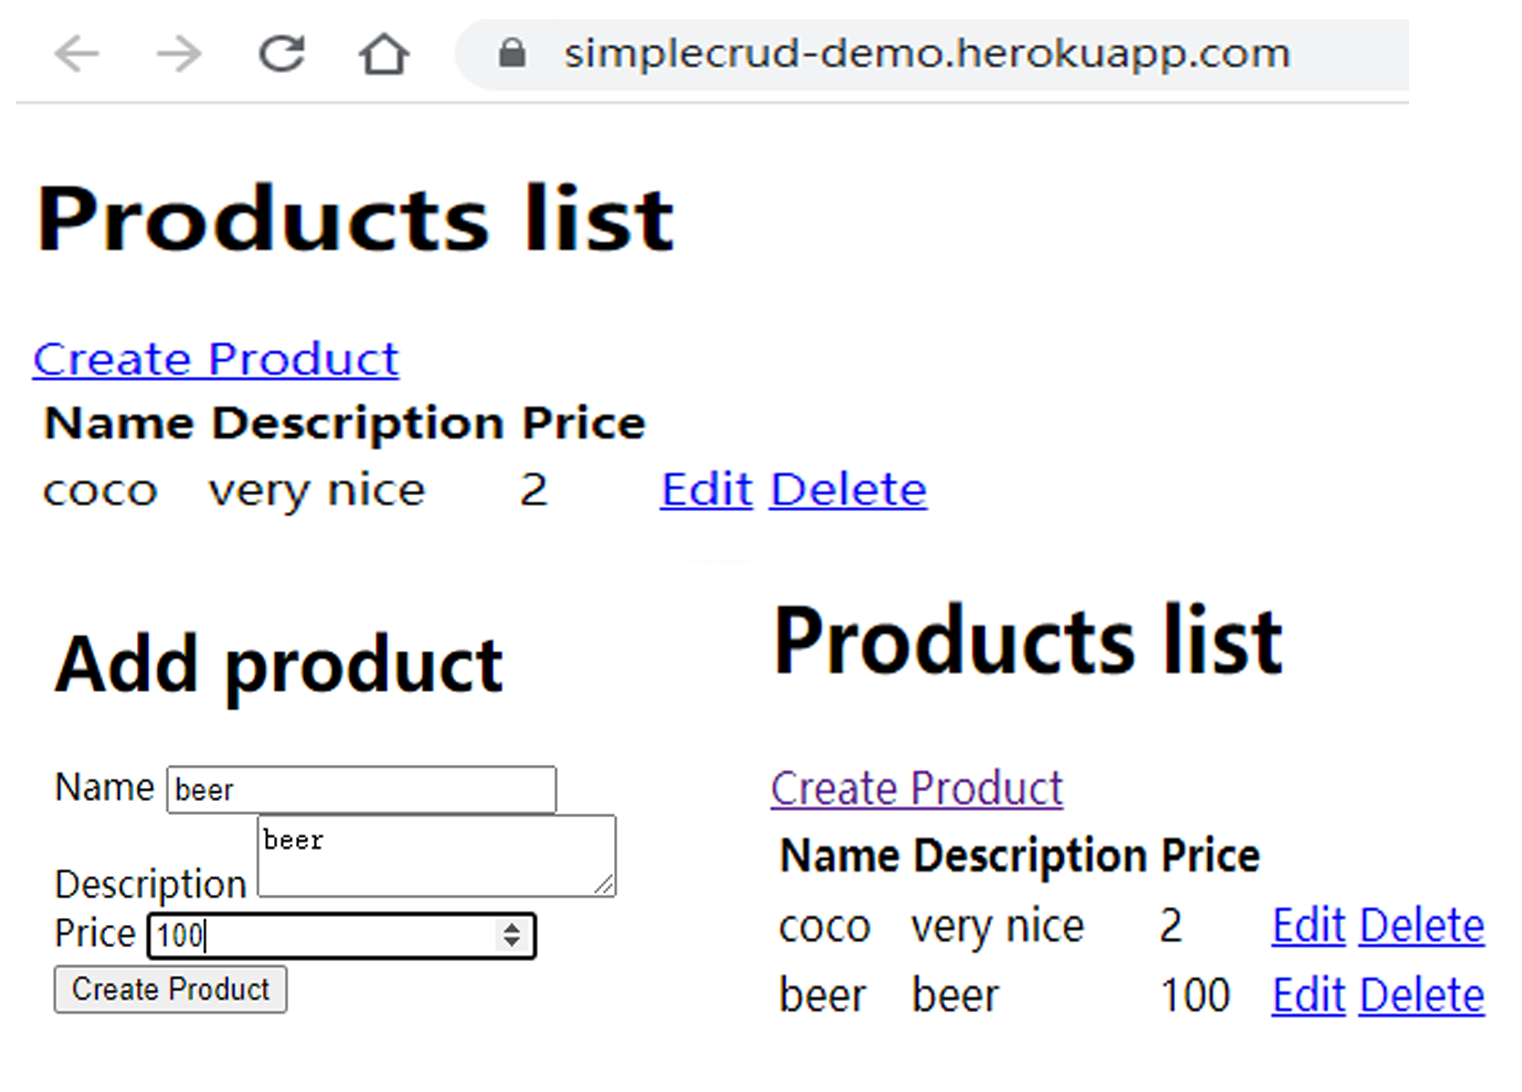 simplecrud-demo.herokuapp.com
Products list
Create Product
Name Description Price
coco very nice 2 Edit Delete
Add product
Name beer
beer
Description
Price 100
Create Product
Products list
Create Product
Name Description Price
coco very nice 2 Edit Delete
beer beer 100 Edit Delete